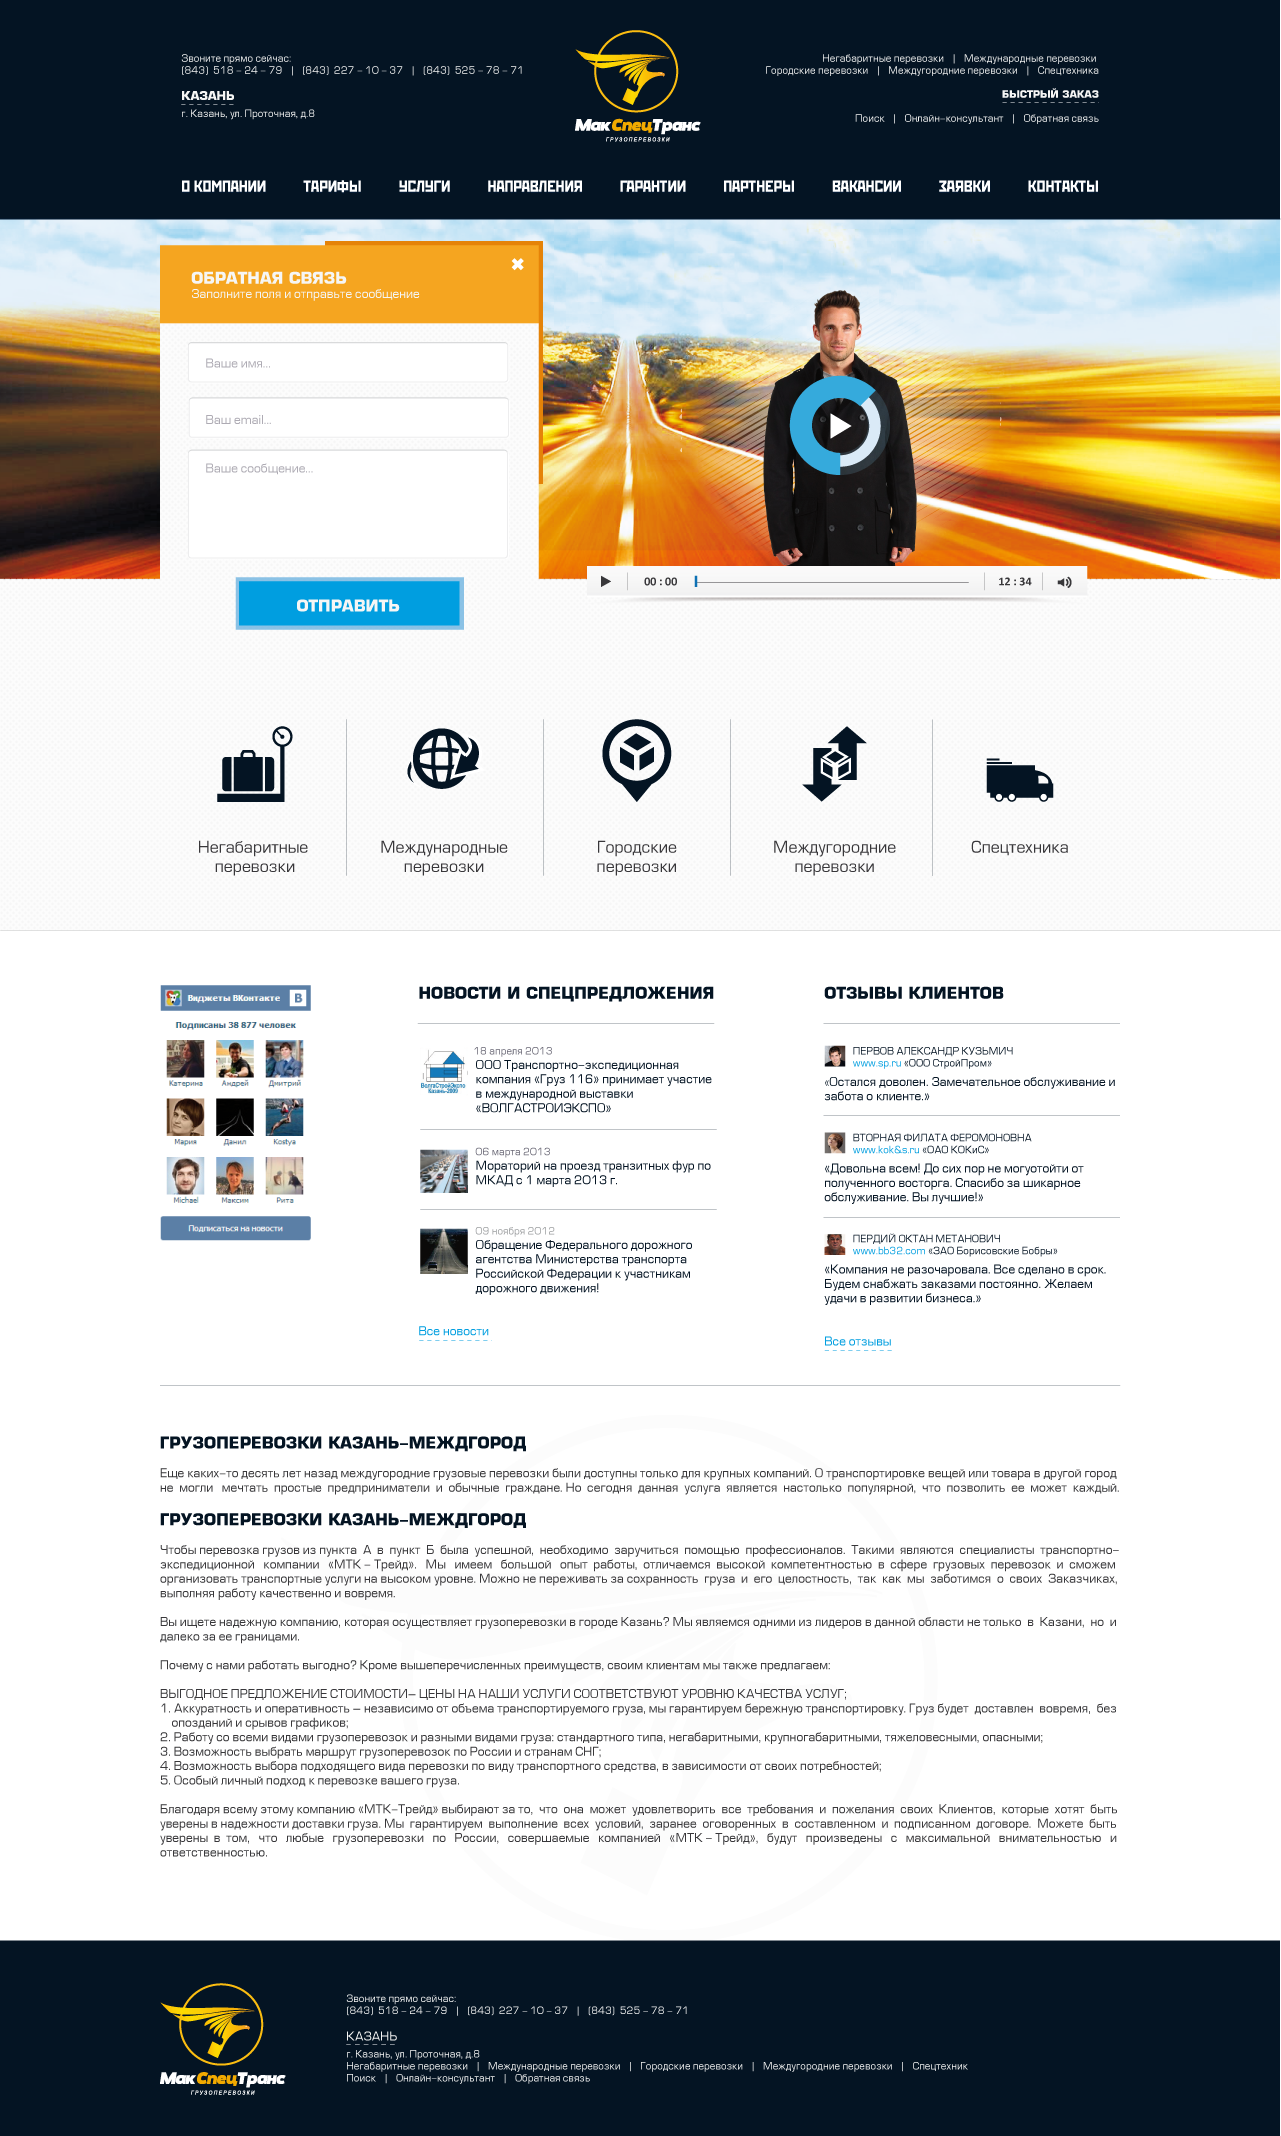 Звоните прямо сейчас:
(843) 518 – 24 – 79 | (843) 227 – 10 – 37 | (843) 525 – 78 – 71
КАЗАНЬ
г. Казань, ул. Проточная, д.8
МакСпецТранс
ГРУЗОПЕРЕВОЗКИ
Негабаритные перевозки | Международные перевозки
Городские перевозки | Междугородние перевозки | Спецтехника
БЫСТРЫЙ ЗАКАЗ
Поиск | Онлайн-консультант | Обратная связь
О КОМПАНИИ ТАРИФЫ УСЛУГИ НАПРАВЛЕНИЯ ГАРАНТИИ ПАРТНЕРЫ ВАКАНСИИ ЗАЯВКИ КОНТАКТЫ
ОБРАТНАЯ СВЯЗЬ
Заполните поля и отправьте сообщение
Ваше имя...
Ваш email...
Ваше сообщение...
ОТПРАВИТЬ
00 : 00
12 : 34
Негабаритные
перевозки
Международные
перевозки
Городские
перевозки
Междугородние
перевозки
Спецтехника
Виджеты ВКонтакте B
Подписаны 38 877 человек
Катерина Андрей Дмитрий
Мария Данил Kostya
Michael Максим Рита
Подписаться на новости
НОВОСТИ И СПЕЦПРЕДЛОЖЕНИЯ
ВолгаСтройЭкспо
Казань-2009
18 апреля 2013
ООО Транспортно-экспедиционная
компания «Груз 116» принимает участие
в международной выставки
«ВОЛГАСТРОИЭКСПО»
06 марта 2013
Мораторий на проезд транзитных фур по
МКАД с 1 марта 2013 г.
09 ноября 2012
Обращение Федерального дорожного
агентства Министерства транспорта
Российской Федерации к участникам
дорожного движения!
Все новости
ОТЗЫВЫ КЛИЕНТОВ
ПЕРВОВ АЛЕКСАНДР КУЗЬМИЧ
www.sp.ru «ООО СтройПром»
«Остался доволен. Замечательное обслуживание и
забота о клиенте.»
ВТОРНАЯ ФИЛАТА ФЕРОМОНОВНА
www.kok&s.ru «ОАО КОКиС»
«Довольна всем! До сих пор не могуотойти от
полученного восторга. Спасибо за шикарное
обслуживание. Вы лучшие!»
ПЕРДИЙ ОКТАН МЕТАНОВИЧ
www.bb32.com «ЗАО Борисовские Бобры»
«Компания не разочаровала. Все сделано в срок.
Будем снабжать заказами постоянно. Желаем
удачи в развитии бизнеса.»
Все отзывы
ГРУЗОПЕРЕВОЗКИ КАЗАНЬ-МЕЖДГОРОД
Еще каких-то десять лет назад междугородние грузовые перевозки были доступны только для крупных компаний. О транспортировке вещей или товара в другой город
не могли мечтать простые предприниматели и обычные граждане. Но сегодня данная услуга является настолько популярной, что позволить ее может каждый.
ГРУЗОПЕРЕВОЗКИ КАЗАНЬ-МЕЖДГОРОД
Чтобы перевозка грузов из пункта А в пункт Б была успешной, необходимо заручиться помощью профессионалов. Такими являются специалисты транспортно-
экспедиционной компании «МТК – Трейд». Мы имеем большой опыт работы, отличаемся высокой компетентностью в сфере грузовых перевозок и сможем
организовать транспортные услуги на высоком уровне. Можно не переживать за сохранность груза и его целостность, так как мы заботимся о своих Заказчиках,
выполняя работу качественно и вовремя.
Вы ищете надежную компанию, которая осуществляет грузоперевозки в городе Казань? Мы являемся одними из лидеров в данной области не только в Казани, но и
далеко за ее границами.
Почему с нами работать выгодно? Кроме вышеперечисленных преимуществ, своим клиентам мы также предлагаем:
ВЫГОДНОЕ ПРЕДЛОЖЕНИЕ СТОИМОСТИ– ЦЕНЫ НА НАШИ УСЛУГИ СООТВЕТСТВУЮТ УРОВНЮ КАЧЕСТВА УСЛУГ;
1. Аккуратность и оперативность – независимо от объема транспортируемого груза, мы гарантируем бережную транспортировку. Груз будет доставлен вовремя, без
опозданий и срывов графиков;
2. Работу со всеми видами грузоперевозок и разными видами груза: стандартного типа, негабаритными, крупногабаритными, тяжеловесными, опасными;
3. Возможность выбрать маршрут грузоперевозок по России и странам СНГ;
4. Возможность выбора подходящего вида перевозки по виду транспортного средства, в зависимости от своих потребностей;
5. Особый личный подход к перевозке вашего груза.
Благодаря всему этому компанию «МТК-Трейд» выбирают за то, что она может удовлетворить все требования и пожелания своих Клиентов, которые хотят быть
уверены в надежности доставки груза. Мы гарантируем выполнение всех условий, заранее оговоренных в составленном и подписанном договоре. Можете быть
уверены в том, что любые грузоперевозки по России, совершаемые компанией «МТК – Трейд», будут произведены с максимальной внимательностью и
ответственностью.
МакСпецТранс
ГРУЗОПЕРЕВОЗКИ
Звоните прямо сейчас:
(843) 518 – 24 – 79 | (843) 227 – 10 – 37 | (843) 525 – 78 – 71
КАЗАНЬ
г. Казань, ул. Проточная, д.8
Негабаритные перевозки | Международные перевозки | Городские перевозки | Междугородние перевозки | Спецтехник
Поиск | Онлайн-консультант | Обратная связь